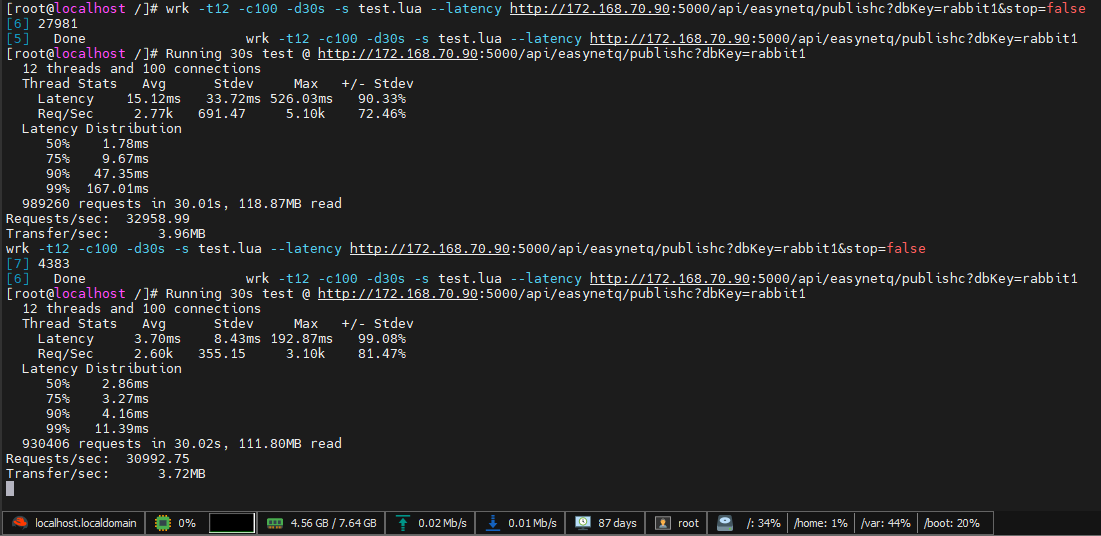 [root@localhost /]# wrk -t12 -c100 -d30s -s test.lua --latency http://172.168.70.90:5000/api/easynetq/publishc?dbKey=rabbit1&stop=false
[6] 27981
[5]   Done                    wrk -t12 -c100 -d30s -s test.lua --latency http://172.168.70.90:5000/api/easynetq/publishc?dbKey=rabbit1
[root@localhost /]# Running 30s test @ http://172.168.70.90:5000/api/easynetq/publishc?dbKey=rabbit1
  12 threads and 100 connections
  Thread Stats   Avg      Stdev     Max   +/- Stdev
    Latency    15.12ms   33.72ms 526.03ms   90.33%
    Req/Sec     2.77k   691.47     5.10k    72.46%
  Latency Distribution
     50%    1.78ms
     75%    9.67ms
     90%   47.35ms
     99%  167.01ms
  989260 requests in 30.01s, 118.87MB read
Requests/sec:  32958.99
Transfer/sec:      3.96MB
wrk -t12 -c100 -d30s -s test.lua --latency http://172.168.70.90:5000/api/easynetq/publishc?dbKey=rabbit1&stop=false
[7] 4383
[6]   Done                    wrk -t12 -c100 -d30s -s test.lua --latency http://172.168.70.90:5000/api/easynetq/publishc?dbKey=rabbit1
[root@localhost /]# Running 30s test @ http://172.168.70.90:5000/api/easynetq/publishc?dbKey=rabbit1
  12 threads and 100 connections
  Thread Stats   Avg      Stdev     Max   +/- Stdev
    Latency     3.70ms    8.43ms 192.87ms   99.08%
    Req/Sec     2.60k   355.15     3.10k    81.47%
  Latency Distribution
     50%    2.86ms
     75%    3.27ms
     90%    4.16ms
     99%   11.39ms
  930406 requests in 30.02s, 111.80MB read
Requests/sec:  30992.75
Transfer/sec:      3.72MB
localhost.localdomain 0% 4.56 GB / 7.64 GB 0.02 Mb/s 0.01 Mb/s 87 days root /: 34% /home: 1% /var: 44% /boot: 20%